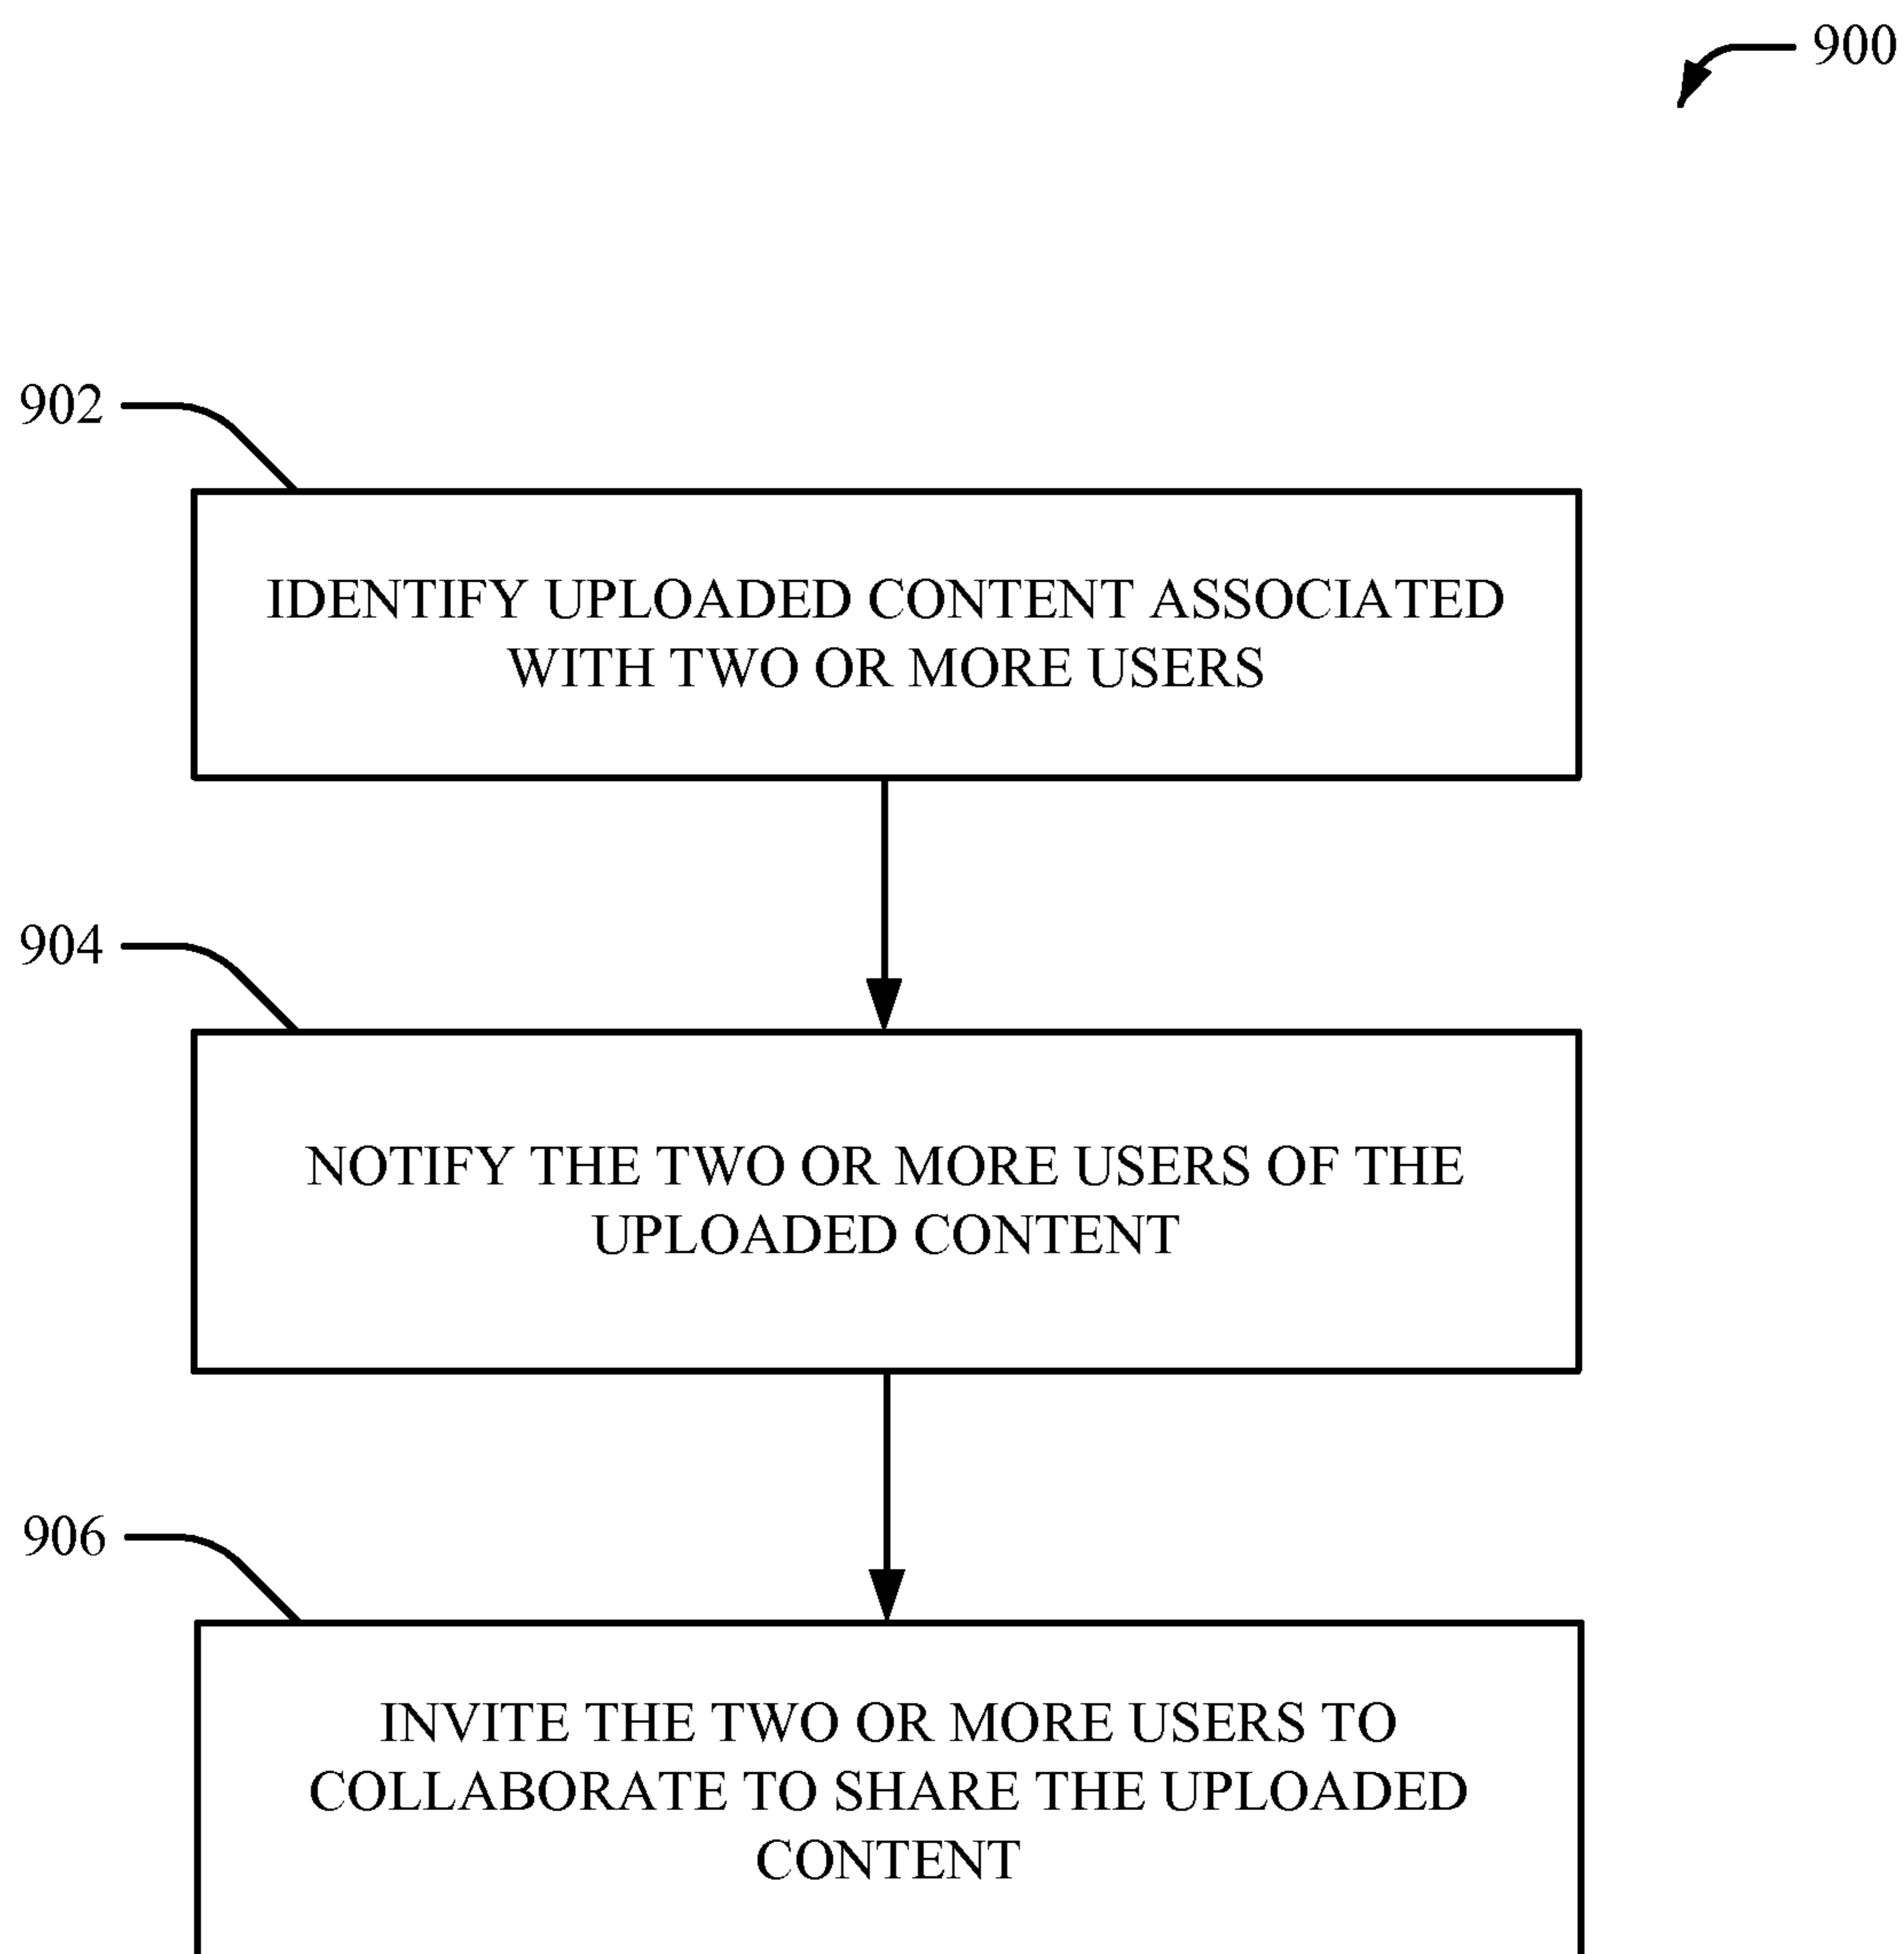 900
902
IDENTIFY UPLOADED CONTENT ASSOCIATED
WITH TWO OR MORE USERS
904
NOTIFY THE TWO OR MORE USERS OF THE
UPLOADED CONTENT
906
INVITE THE TWO OR MORE USERS TO
COLLABORATE TO SHARE THE UPLOADED
CONTENT